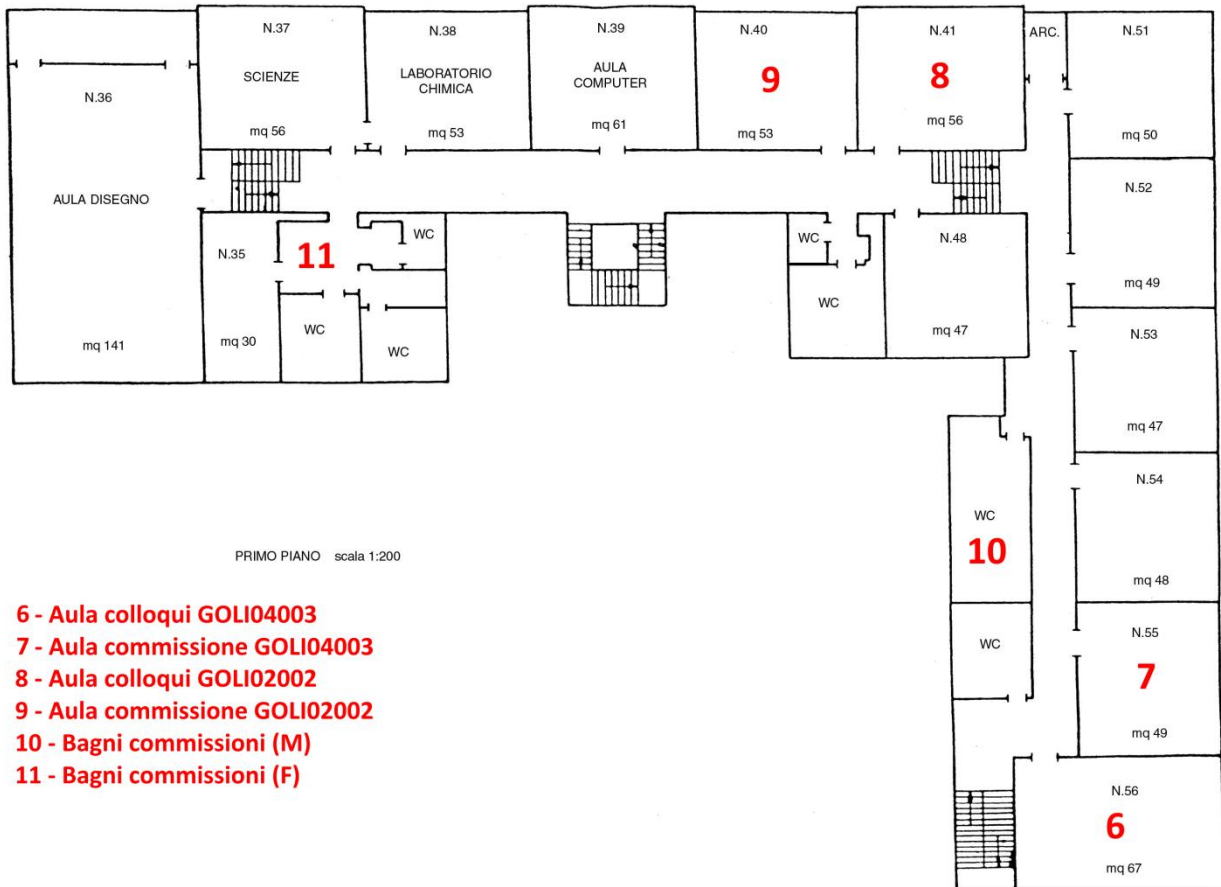 N.37
N.38
N.39
N.40
N.41
ARC.
N.51
SCIENZE
LABORATORIO
CHIMICA
AULA
COMPUTER
9
8
N.36
mq 56
mq 53
mq 61
mq 53
mq 56
mq 50
AULA DISEGNO
N.52
N.35
11
WC
WC
N.48
mq 49
WC
WC
WC
mq 141
mq 30
mq 47
N.53
mq 47
N.54
WC
10
mq 48
PRIMO PIANO scala 1:200
6 - Aula colloqui GOLI04003
7 - Aula commissione GOLI04003
8 - Aula colloqui GOLI02002
9 - Aula commissione GOLI02002
10 - Bagni commissioni (M)
11 - Bagni commissioni (F)
N.55
WC
7
mq 49
N.56
6
mq 67